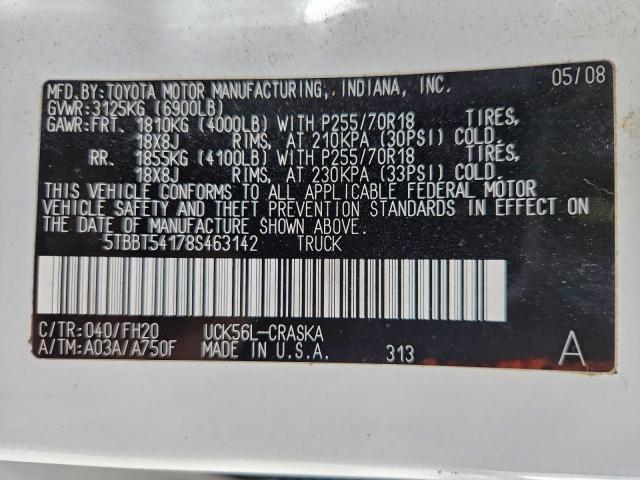 MFD.BY:TOYOTA MOTOR MANUFACTURING, INDIANA, INC. 05/08
GVWR:3125KG (6900LB)
GAWR:FRT. 1810KG (4000LB) WITH P255/70R18 TIRES,
18X8J RIMS, AT 210KPA (30PSI) COLD.
RR. 1855KG (4100LB) WITH P255/70R18 TIRES,
18X8J RIMS, AT 230KPA (33PSI) COLD.
THIS VEHICLE CONFORMS TO ALL APPLICABLE FEDERAL MOTOR
VEHICLE SAFETY AND THEFT PREVENTION STANDARDS IN EFFECT ON
THE DATE OF MANUFACTURE SHOWN ABOVE.
5TBBT54178S463142 TRUCK
C/TR:040/FH20 UCK56L-CRASKA
A/TM:A03A/A750F MADE IN U.S.A. 313 A